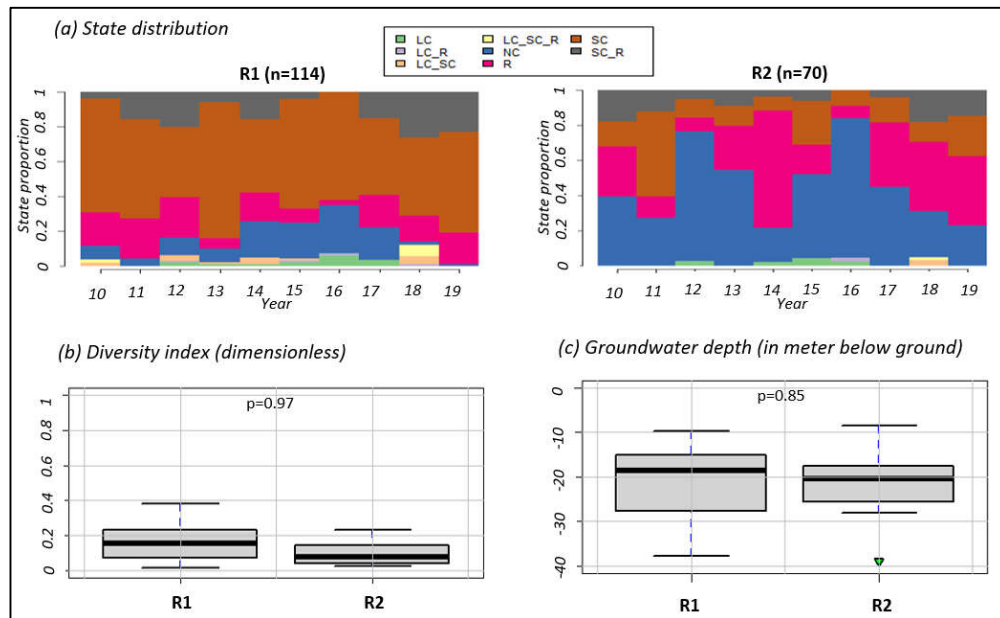 (a) State distribution
LC LC_SC_R SC
LC_R NC SC_R
LC_SC R
R1 (n=114) R2 (n=70)
State proportion
1
0.8
0.6
0.4
0.2
0
10 11 12 13 14 15 16 17 18 19
Year
State proportion
1
0.8
0.6
0.4
0.2
0
10 11 12 13 14 15 16 17 18 19
Year
(b) Diversity index (dimensionless)
p=0.97
1
0.8
0.6
0.4
0.2
0
R1 R2
(c) Groundwater depth (in meter below ground)
p=0.85
0
-10
-20
-30
-40
R1 R2